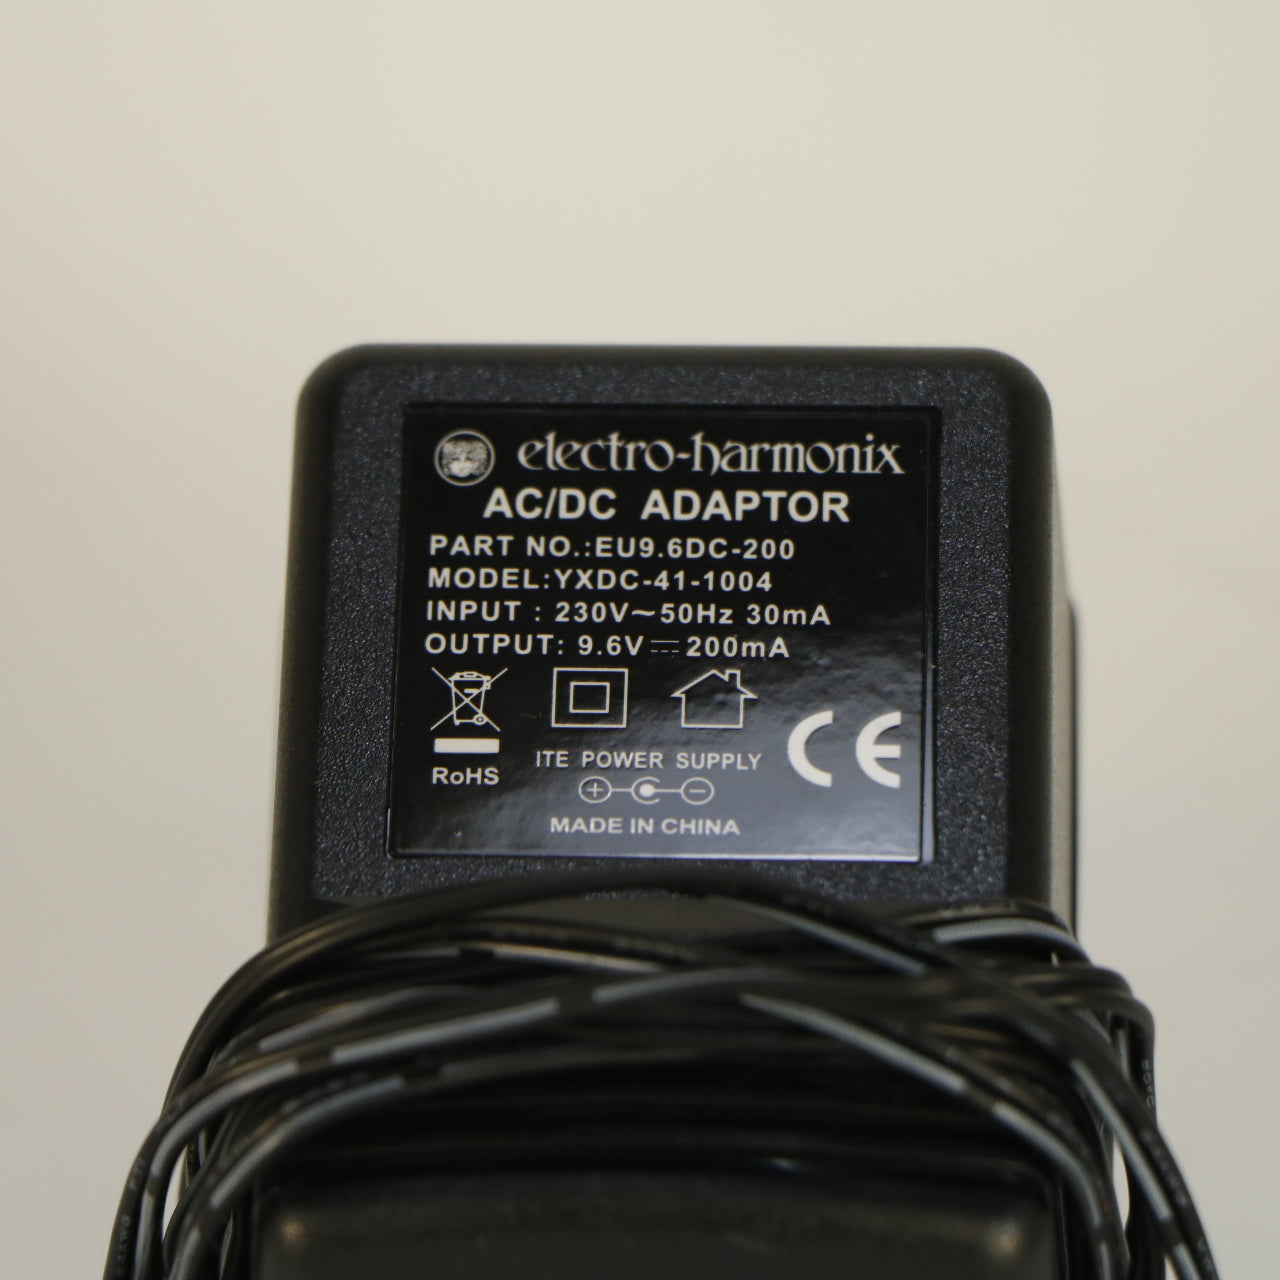 electro-harmonix
AC/DC ADAPTOR
PART NO.:EU9.6DC-200
MODEL:YXDC-41-1004
INPUT : 230V~50Hz 30mA
OUTPUT: 9.6V⎓200mA
RoHS
ITE POWER SUPPLY
CE
MADE IN CHINA